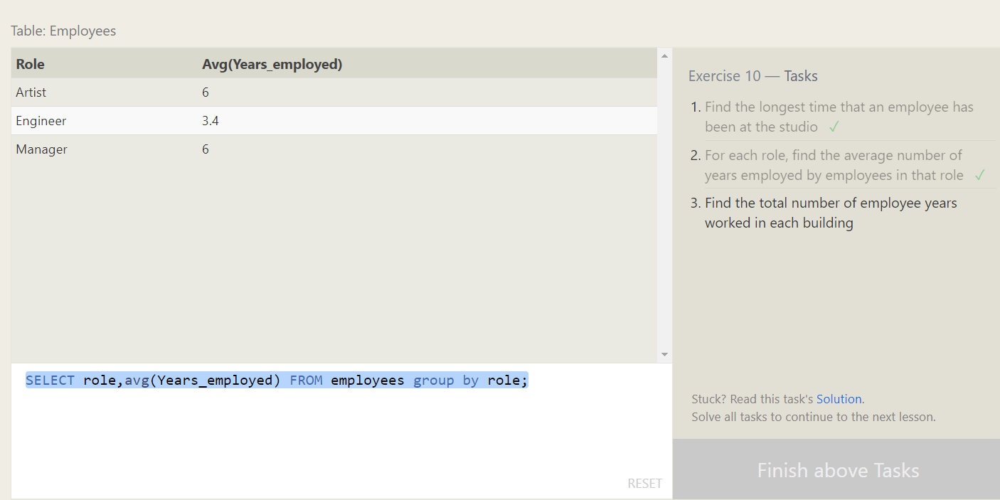 Table: Employees
Role Avg(Years_employed)
Artist 6
Engineer 3.4
Manager 6
SELECT role,avg(Years_employed) FROM employees group by role;
RESET
Exercise 10 — Tasks
1. Find the longest time that an employee has
been at the studio ✓
2. For each role, find the average number of
years employed by employees in that role ✓
3. Find the total number of employee years
worked in each building
Stuck? Read this task's Solution.
Solve all tasks to continue to the next lesson.
Finish above Tasks